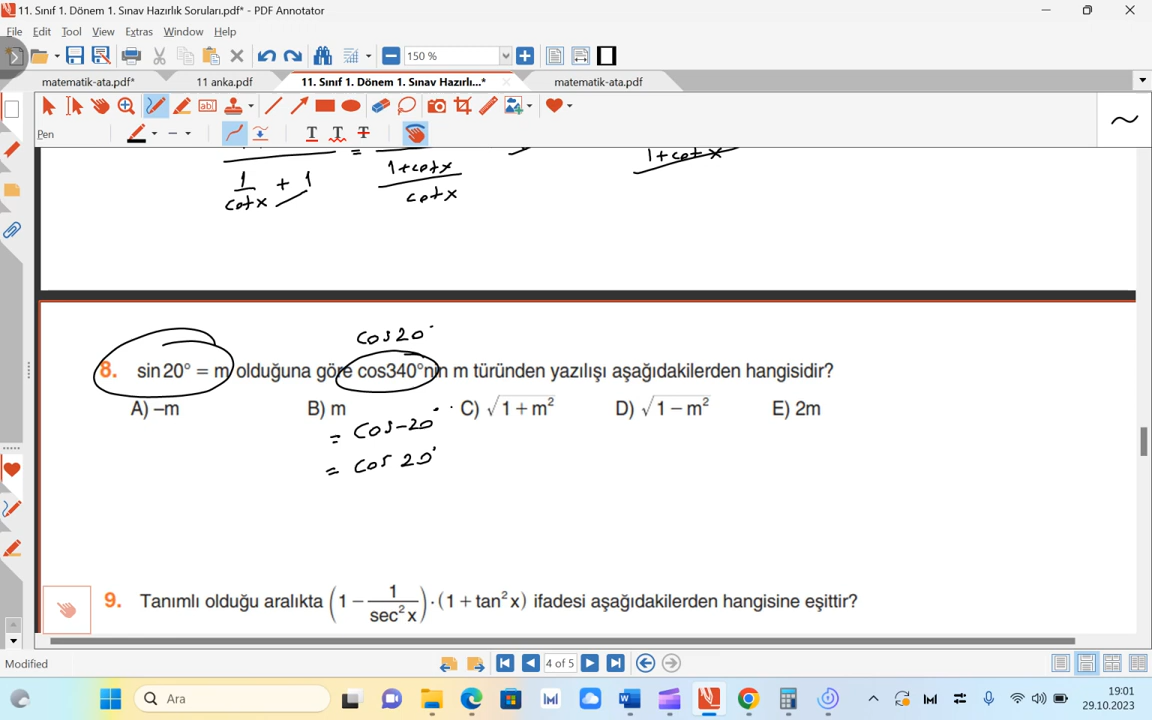 11. Sınıf 1. Dönem 1. Sınav Hazırlık Soruları.pdf* - PDF Annotator
File Edit Tool View Extras Window Help
150 %
matematik-ata.pdf* 11 anka.pdf 11. Sınıf 1. Dönem 1. Sınav Hazırlı...* matematik-ata.pdf
Pen
1 + 1 = 1+cotx 1+cotx
cotx cotx
cos20°
8. sin20° = m olduğuna göre cos340°nin m türünden yazılışı aşağıdakilerden hangisidir?
A) –m B) m C) √1 + m² D) √1 – m² E) 2m
= cos-20°
= cos 20°
9. Tanımlı olduğu aralıkta (1 – 1/sec²x) · (1 + tan²x) ifadesi aşağıdakilerden hangisine eşittir?
Modified 4 of 5
Ara 19:01
29.10.2023